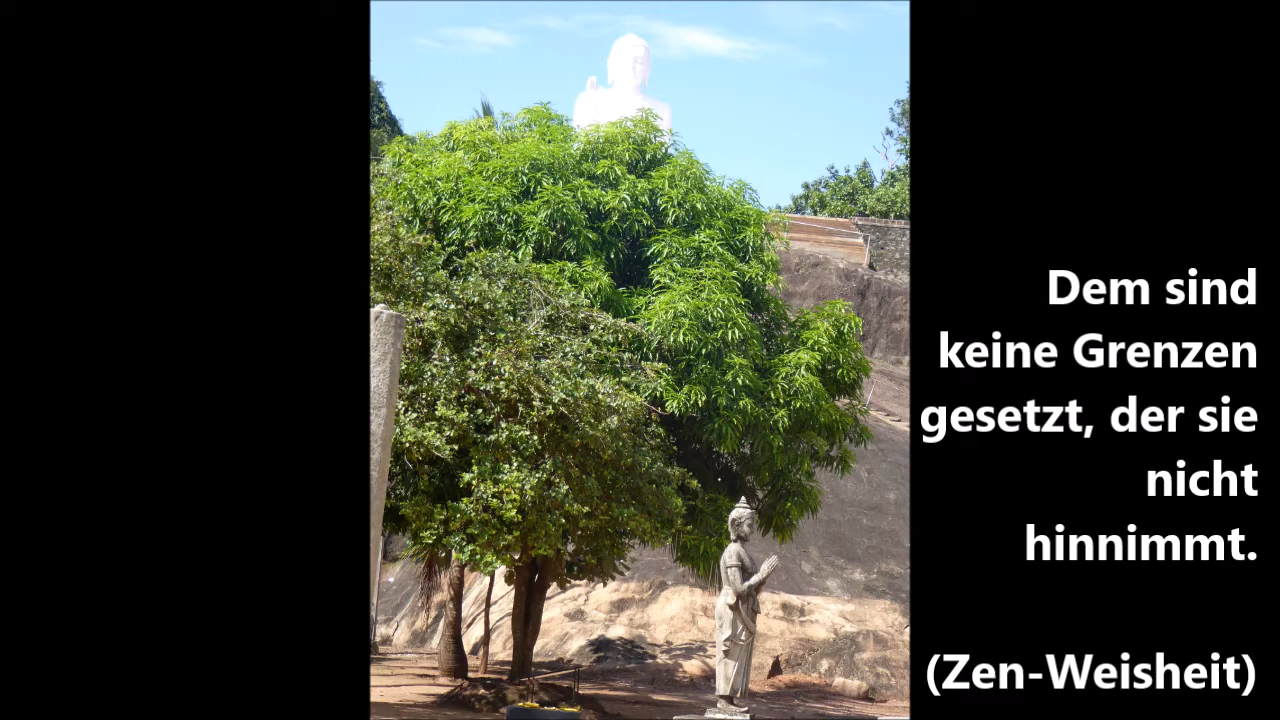 Dem sind
keine Grenzen
gesetzt, der sie
nicht
hinnimmt.
(Zen-Weisheit)